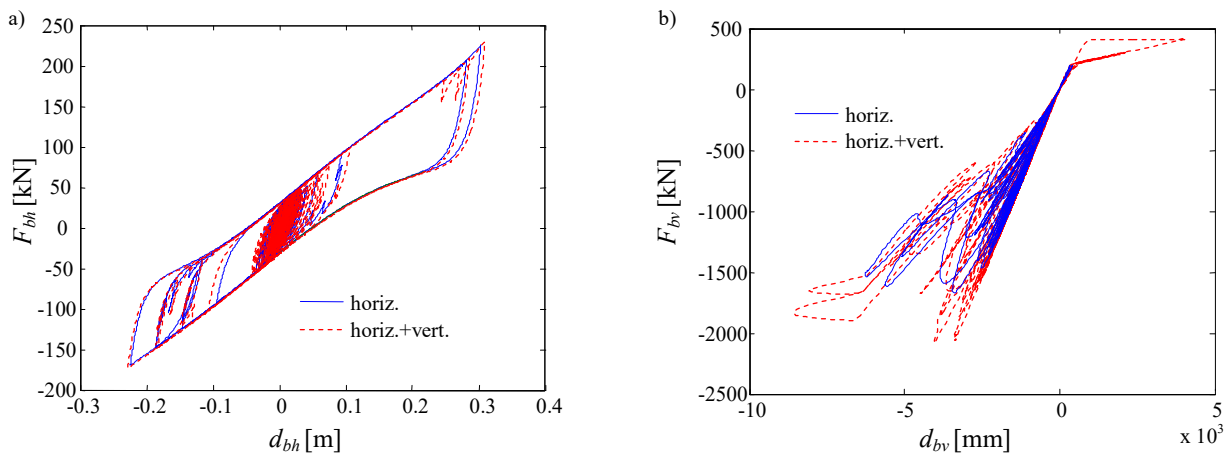 a)
250
200
150
100
50
0
-50
-100
-150
-200
F_bh [kN]
horiz.
horiz.+vert.
-0.3 -0.2 -0.1 0 0.1 0.2 0.3 0.4
d_bh [m]
b)
500
0
-500
-1000
-1500
-2000
-2500
F_bv [kN]
horiz.
horiz.+vert.
-10 -5 0 5
d_bv [mm] x 10³